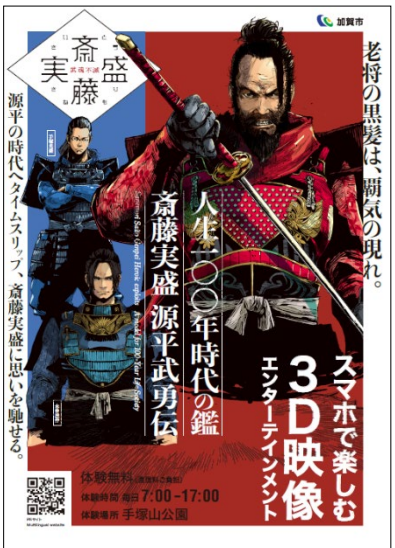 加賀市
斎藤実盛
老将の黒髪は、覇気の現れ。
人生一〇〇年時代の鑑
斎藤実盛 源平武勇伝
源平の時代へタイムスリップ、斎藤実盛に思いを馳せる。
スマホで楽しむ
3D映像
エンターテインメント
体験無料
体験時間 毎日7:00-17:00
体験場所 手塚山公園
Multilingual website